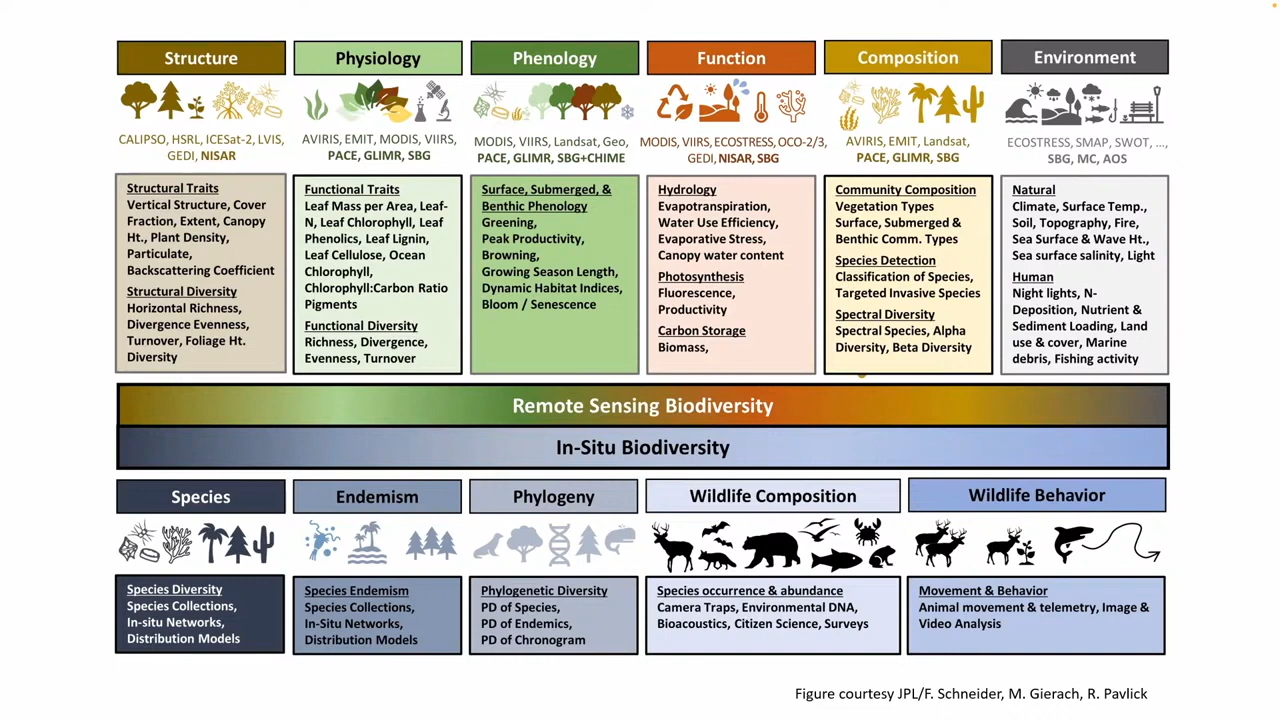 Structure
Physiology
Phenology
Function
Composition
Environment
CALIPSO, HSRL, ICESat-2, LVIS,
GEDI, NISAR
AVIRIS, EMIT, MODIS, VIIRS,
PACE, GLIMR, SBG
MODIS, VIIRS, Landsat, Geo,
PACE, GLIMR, SBG+CHIME
MODIS, VIIRS, ECOSTRESS, OCO-2/3,
GEDI, NISAR, SBG
AVIRIS, EMIT, Landsat,
PACE, GLIMR, SBG
ECOSTRESS, SMAP, SWOT, …,
SBG, MC, AOS
Structural Traits
Vertical Structure, Cover
Fraction, Extent, Canopy
Ht., Plant Density,
Particulate,
Backscattering Coefficient
Structural Diversity
Horizontal Richness,
Divergence Evenness,
Turnover, Foliage Ht.
Diversity
Functional Traits
Leaf Mass per Area, Leaf-
N, Leaf Chlorophyll, Leaf
Phenolics, Leaf Lignin,
Leaf Cellulose, Ocean
Chlorophyll,
Chlorophyll:Carbon Ratio
Pigments
Functional Diversity
Richness, Divergence,
Evenness, Turnover
Surface, Submerged, &
Benthic Phenology
Greening,
Peak Productivity,
Browning,
Growing Season Length,
Dynamic Habitat Indices,
Bloom / Senescence
Hydrology
Evapotranspiration,
Water Use Efficiency,
Evaporative Stress,
Canopy water content
Photosynthesis
Fluorescence,
Productivity
Carbon Storage
Biomass,
Community Composition
Vegetation Types
Surface, Submerged &
Benthic Comm. Types
Species Detection
Classification of Species,
Targeted Invasive Species
Spectral Diversity
Spectral Species, Alpha
Diversity, Beta Diversity
Natural
Climate, Surface Temp.,
Soil, Topography, Fire,
Sea Surface & Wave Ht.,
Sea surface salinity, Light
Human
Night lights, N-
Deposition, Nutrient &
Sediment Loading, Land
use & cover, Marine
debris, Fishing activity
Remote Sensing Biodiversity
In-Situ Biodiversity
Species
Endemism
Phylogeny
Wildlife Composition
Wildlife Behavior
Species Diversity
Species Collections,
In-situ Networks,
Distribution Models
Species Endemism
Species Collections,
In-Situ Networks,
Distribution Models
Phylogenetic Diversity
PD of Species,
PD of Endemics,
PD of Chronogram
Species occurrence & abundance
Camera Traps, Environmental DNA,
Bioacoustics, Citizen Science, Surveys
Movement & Behavior
Animal movement & telemetry, Image &
Video Analysis
Figure courtesy JPL/F. Schneider, M. Gierach, R. Pavlick